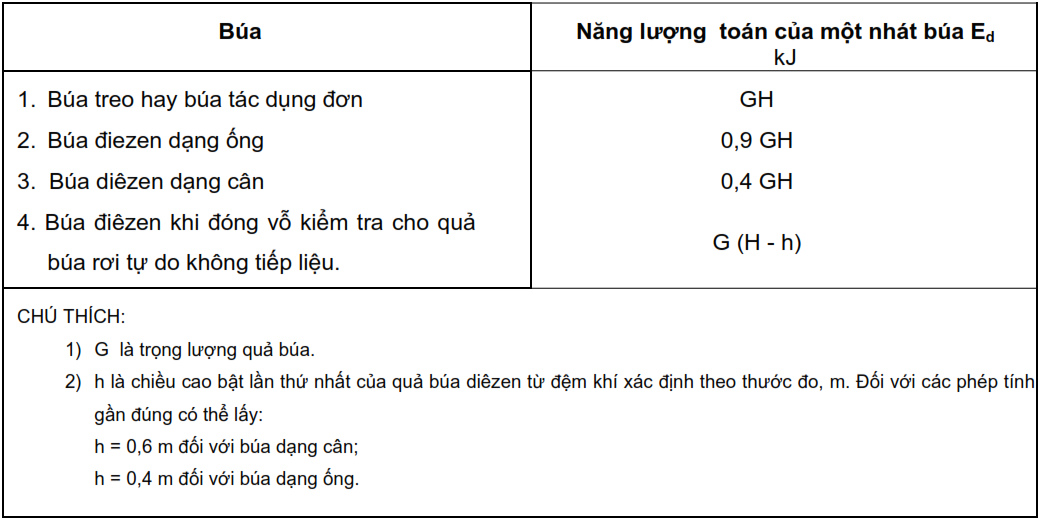 Búa
Năng lượng toán của một nhát búa Ed
kJ
1. Búa treo hay búa tác dụng đơn
GH
2. Búa điezen dạng ống
0,9 GH
3. Búa diêzen dạng cân
0,4 GH
4. Búa điêzen khi đóng vỗ kiểm tra cho quả
búa rơi tự do không tiếp liệu.
G (H - h)
CHÚ THÍCH:
1) G là trọng lượng quả búa.
2) h là chiều cao bật lần thứ nhất của quả búa diêzen từ đệm khí xác định theo thước đo, m. Đối với các phép tính
gần đúng có thể lấy:
h = 0,6 m đối với búa dạng cân;
h = 0,4 m đối với búa dạng ống.